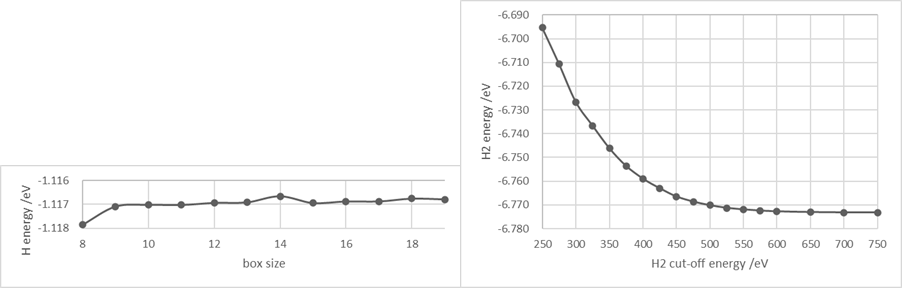 -1.116
-1.117
-1.118
H energy /eV
8 10 12 14 16 18
box size
-6.690
-6.700
-6.710
-6.720
-6.730
-6.740
-6.750
-6.760
-6.770
-6.780
H2 energy /eV
250 300 350 400 450 500 550 600 650 700 750
H2 cut-off energy /eV